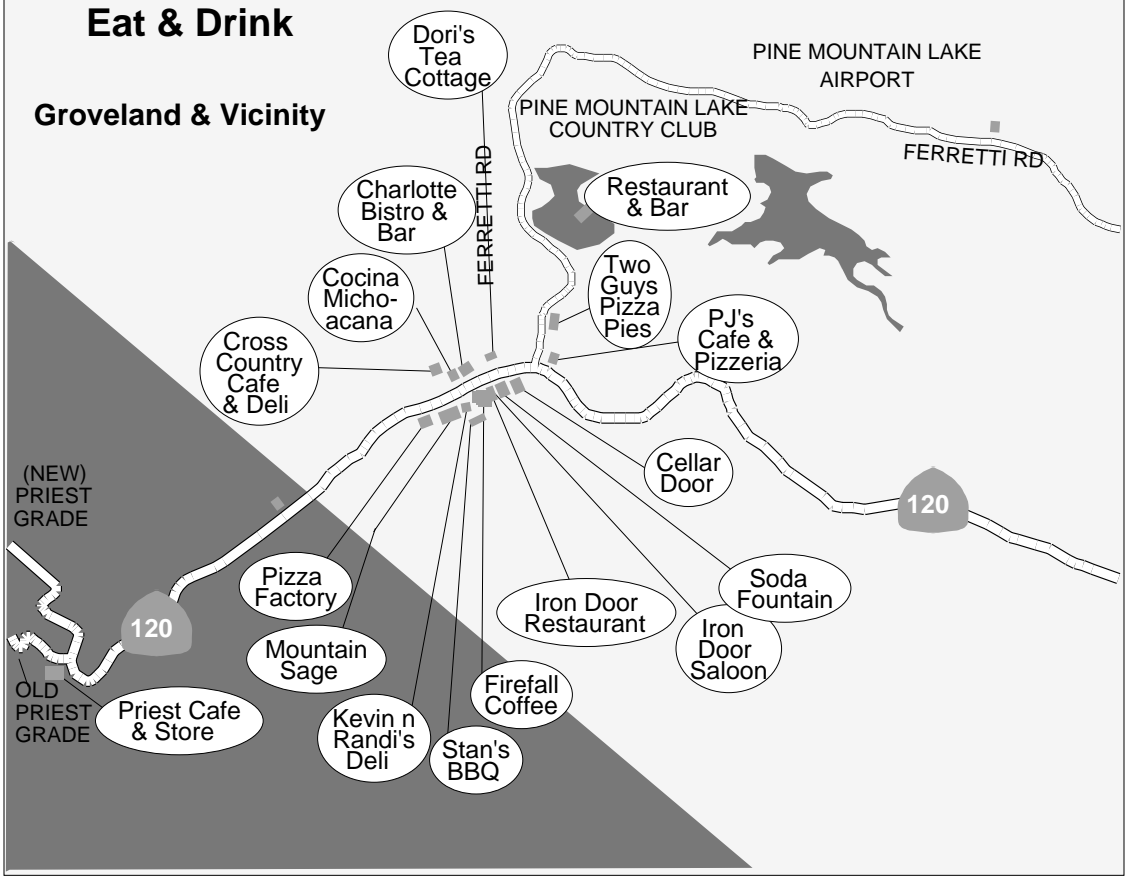 Eat & Drink
Groveland & Vicinity
Dori's
Tea
Cottage
PINE MOUNTAIN LAKE
AIRPORT
PINE MOUNTAIN LAKE
COUNTRY CLUB
FERRETTI RD
FERRETTI RD
Charlotte
Bistro &
Bar
Restaurant
& Bar
Cocina
Micho-
acana
Two
Guys
Pizza
Pies
PJ's
Cafe &
Pizzeria
Cross
Country
Cafe
& Deli
Cellar
Door
(NEW)
PRIEST
GRADE
120
Pizza
Factory
Iron Door
Restaurant
Soda
Fountain
120
Iron
Door
Saloon
Mountain
Sage
Firefall
Coffee
OLD
PRIEST
GRADE
Priest Cafe
& Store
Kevin n
Randi's
Deli
Stan's
BBQ